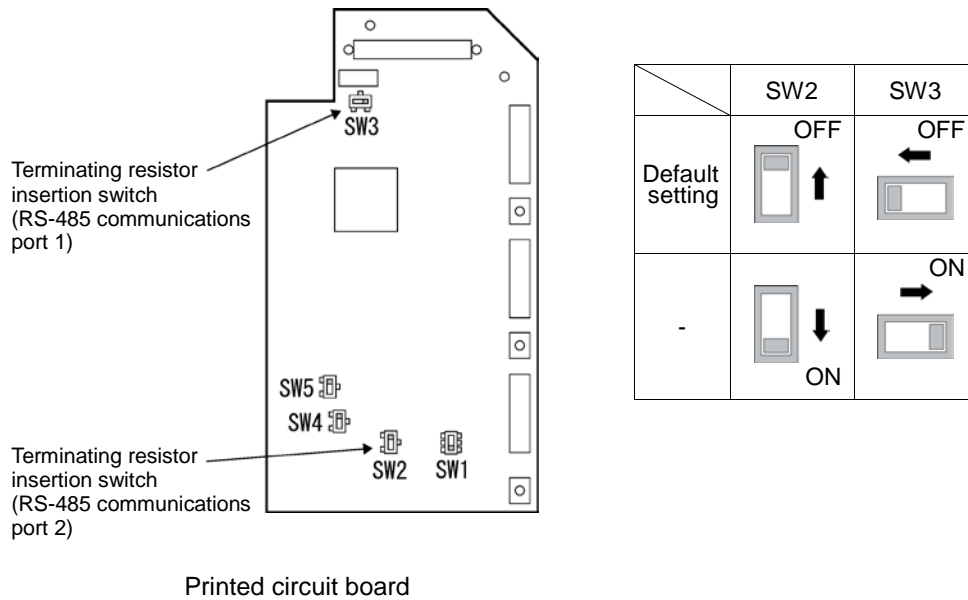 SW3
Terminating resistor
insertion switch
(RS-485 communications
port 1)
SW5
SW4
SW2
SW1
Terminating resistor
insertion switch
(RS-485 communications
port 2)
Printed circuit board
SW2 SW3
Default
setting
OFF OFF
-
ON ON